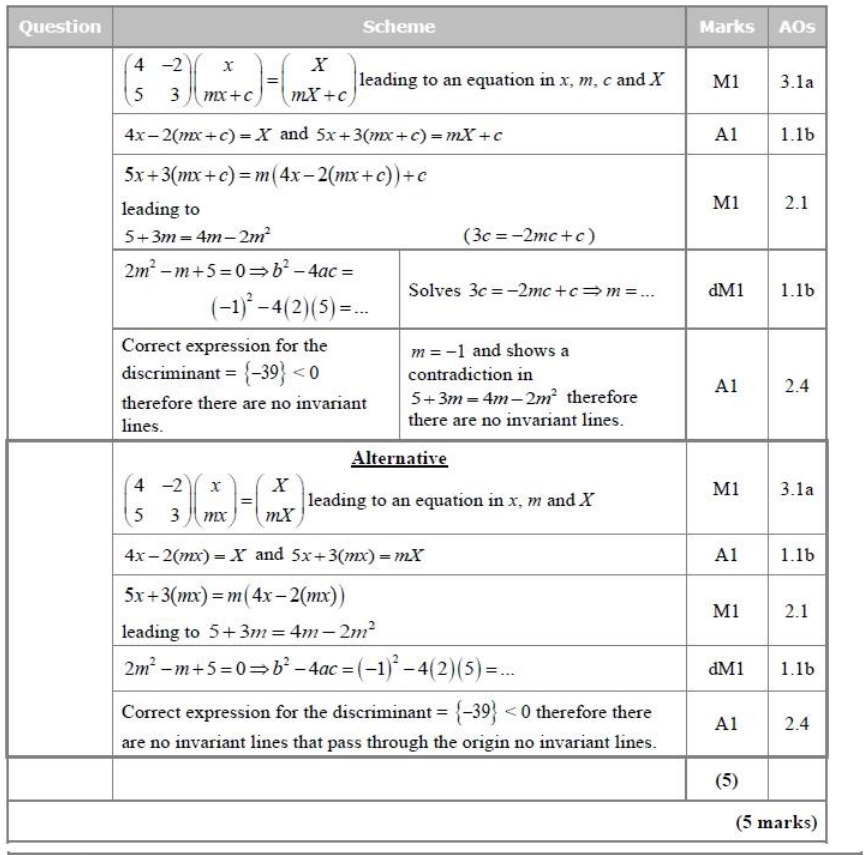 Question Scheme Marks AOs
(4 -2; 5 3)(x; mx+c) = (X; mX+c) leading to an equation in x, m, c and X M1 3.1a
4x – 2(mx + c) = X and 5x + 3(mx + c) = mX + c A1 1.1b
5x + 3(mx + c) = m(4x – 2(mx + c)) + c
leading to
5 + 3m = 4m – 2m² (3c = –2mc + c) M1 2.1
2m² – m + 5 = 0 ⇒ b² – 4ac =
(–1)² – 4(2)(5) = ...
Solves 3c = –2mc + c ⇒ m = ... dM1 1.1b
Correct expression for the
discriminant = {–39} < 0
therefore there are no invariant
lines.
m = –1 and shows a
contradiction in
5 + 3m = 4m – 2m² therefore
there are no invariant lines.
A1 2.4
Alternative
(4 -2; 5 3)(x; mx) = (X; mX) leading to an equation in x, m and X M1 3.1a
4x – 2(mx) = X and 5x + 3(mx) = mX A1 1.1b
5x + 3(mx) = m(4x – 2(mx))
leading to 5 + 3m = 4m – 2m² M1 2.1
2m² – m + 5 = 0 ⇒ b² – 4ac = (–1)² – 4(2)(5) = ... dM1 1.1b
Correct expression for the discriminant = {–39} < 0 therefore there
are no invariant lines that pass through the origin no invariant lines. A1 2.4
(5)
(5 marks)